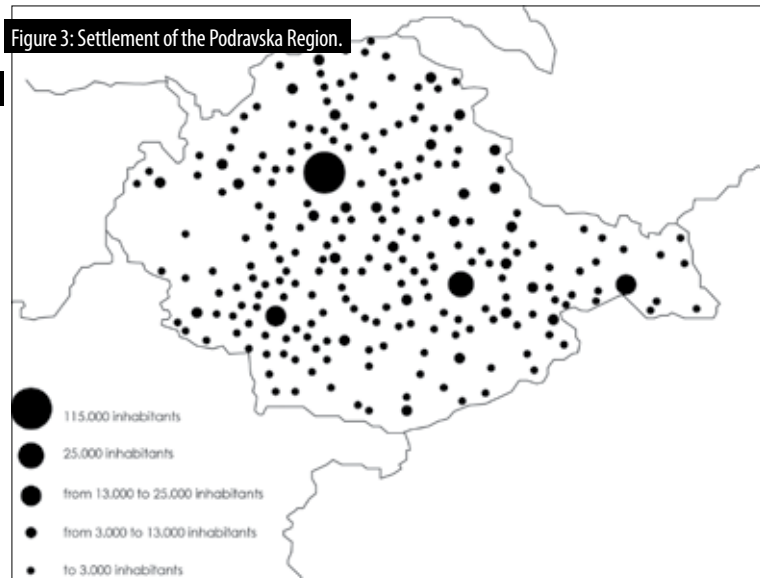 Figure 3: Settlement of the Podravska Region.
115.000 inhabitants
25.000 inhabitants
from 13.000 to 25.000 inhabitants
from 3.000 to 13.000 inhabitants
to 3.000 inhabitants